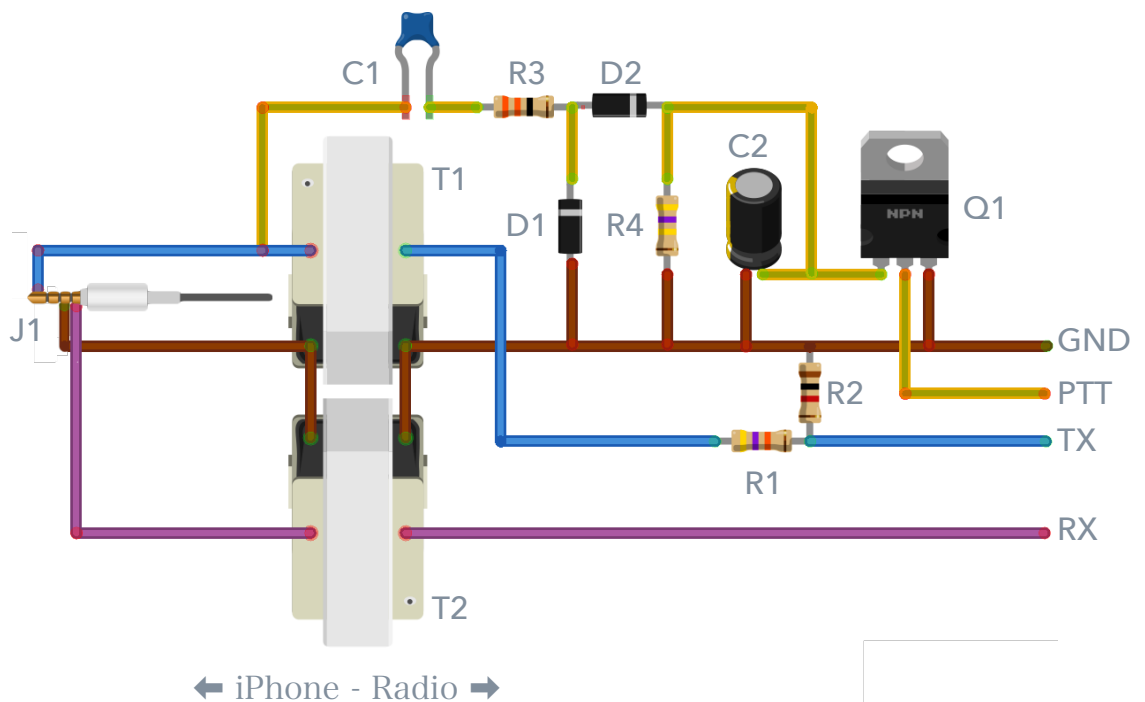 C1
R3
D2
T1
C2
D1
R4
NPN
Q1
J1
GND
PTT
R2
TX
R1
RX
T2
← iPhone - Radio →